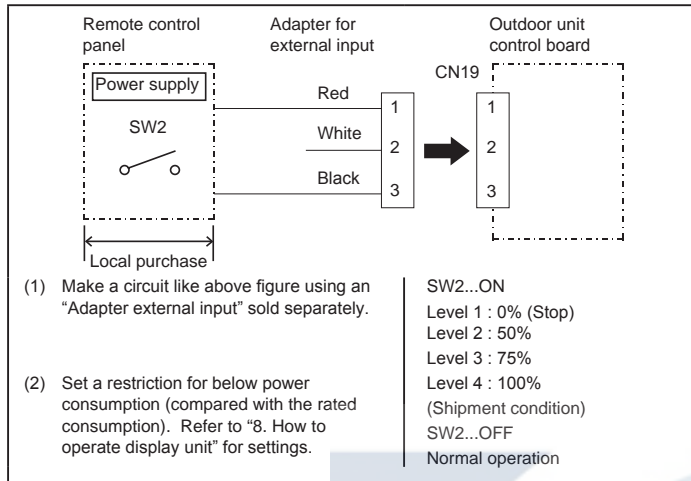 Remote control
panel
Adapter for
external input
Outdoor unit
control board
Power supply
SW2
Red
White
Black
1
2
3
CN19
1
2
3
Local purchase
(1) Make a circuit like above figure using an
“Adapter external input” sold separately.
(2) Set a restriction for below power
consumption (compared with the rated
consumption). Refer to “8. How to
operate display unit” for settings.
SW2...ON
Level 1 : 0% (Stop)
Level 2 : 50%
Level 3 : 75%
Level 4 : 100%
(Shipment condition)
SW2...OFF
Normal operation